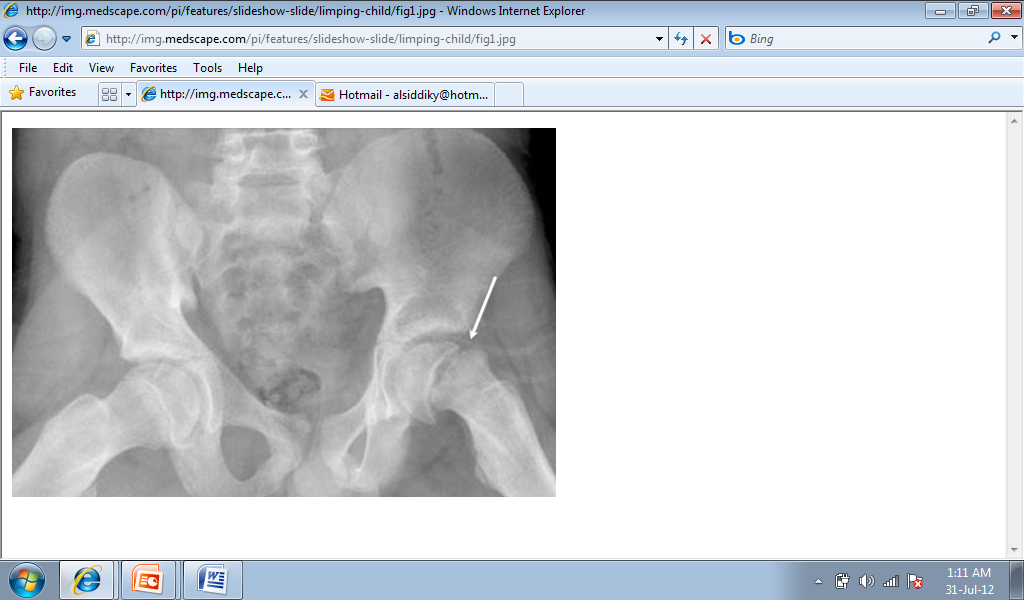 http://img.medscape.com/pi/features/slideshow-slide/limping-child/fig1.jpg - Windows Internet Explorer
http://img.medscape.com/pi/features/slideshow-slide/limping-child/fig1.jpg
Bing
File Edit View Favorites Tools Help
Favorites
http://img.medscape.c...
Hotmail - alsiddiky@hotm...
1:11 AM
31-Jul-12